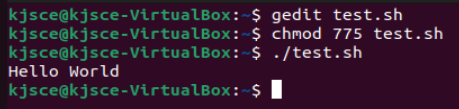 kjsce@kjsce-VirtualBox:~$ gedit test.sh
kjsce@kjsce-VirtualBox:~$ chmod 775 test.sh
kjsce@kjsce-VirtualBox:~$ ./test.sh
Hello World
kjsce@kjsce-VirtualBox:~$